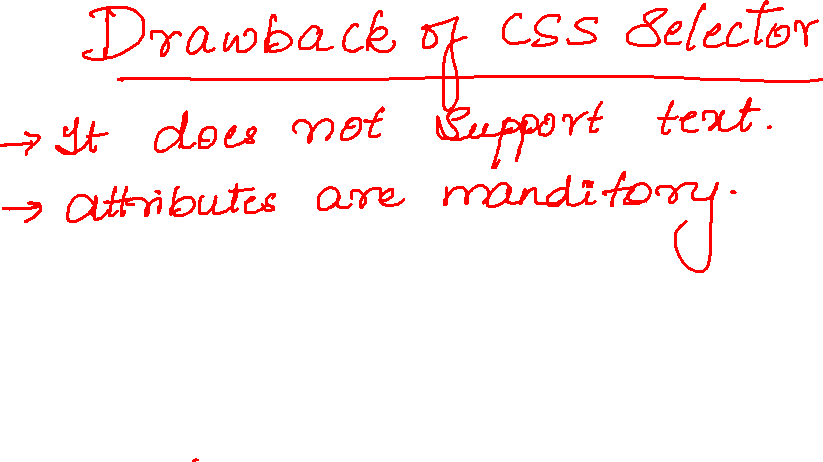 Drawback of CSS Selector
→ It does not Support text.
→ attributes are manditory.